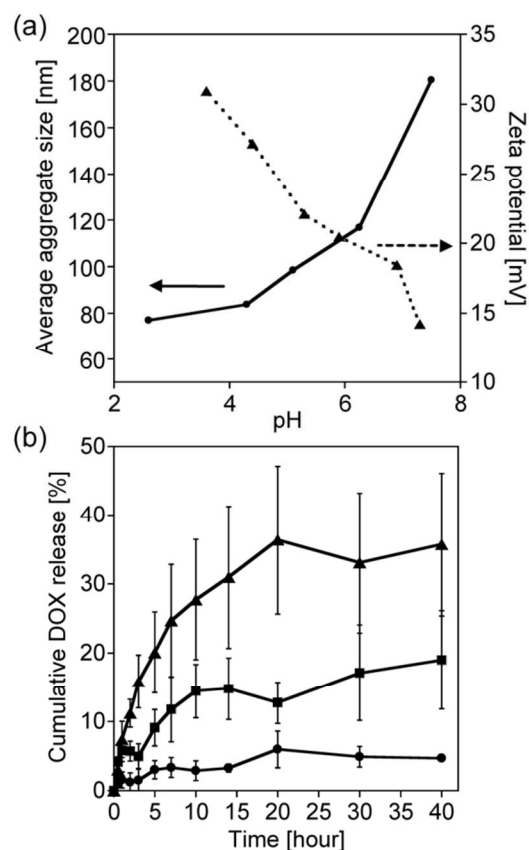 (a)
200
180
160
140
120
100
80
60
Average aggregate size [nm]
35
30
25
20
15
10
Zeta potential [mV]
2 4 6 8
pH
(b)
50
40
30
20
10
0
Cumulative DOX release [%]
0 5 10 15 20 25 30 35 40
Time [hour]